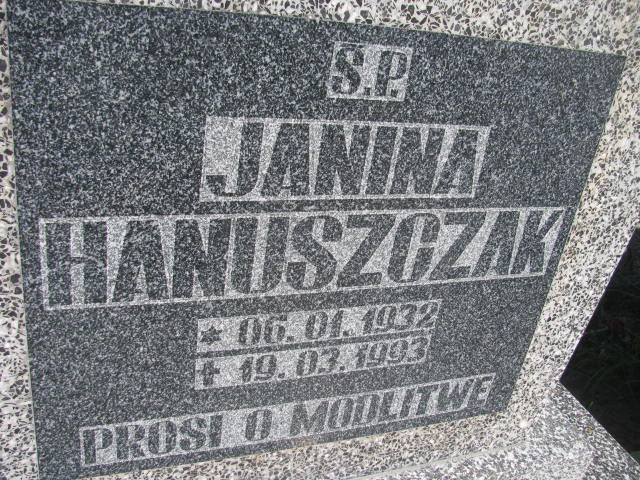 Ś.P.
JANINA
HANUSZCZAK
* 06. 01. 1932
✝ 19. 03. 1993
PROSI O MODLITWĘ